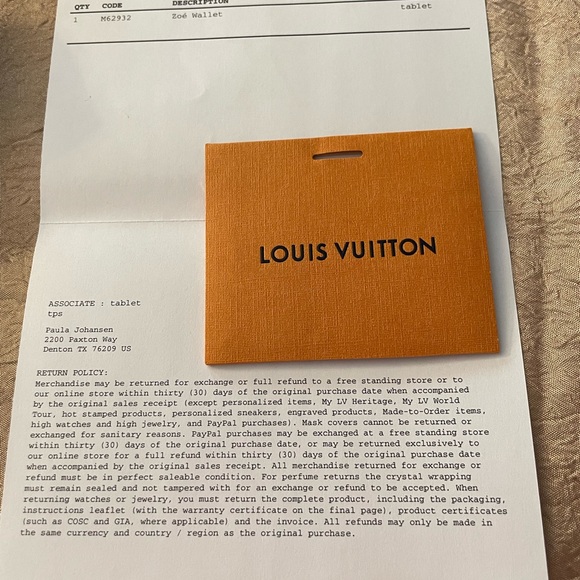 QTY CODE DESCRIPTION tablet
1 M62932 Zoé Wallet
LOUIS VUITTON
ASSOCIATE : tablet
tps
Paula Johansen
2200 Paxton Way
Denton TX 76209 US
RETURN POLICY:
Merchandise may be returned for exchange or full refund to a free standing store or to
our online store within thirty (30) days of the original purchase date when accompanied
by the original sales receipt (except personalized items, My LV Heritage, My LV World
Tour, hot stamped products, personalized sneakers, engraved products, Made-to-Order items,
high watches and high jewelry, and PayPal purchases). Mask covers cannot be returned or
exchanged for sanitary reasons. PayPal purchases may be exchanged at a free standing store
within thirty (30) days of the original purchase date, or may be returned exclusively to
our online store for a full refund within thirty (30) days of the original purchase date
when accompanied by the original sales receipt. All merchandise returned for exchange or
refund must be in perfect saleable condition. For perfume returns the crystal wrapping
must remain sealed and not tampered with for an exchange or refund to be accepted. When
returning watches or jewelry, you must return the complete product, including the packaging,
instructions leaflet (with the warranty certificate on the final page), product certificates
(such as COSC and GIA, where applicable) and the invoice. All refunds may only be made in
the same currency and country / region as the original purchase.